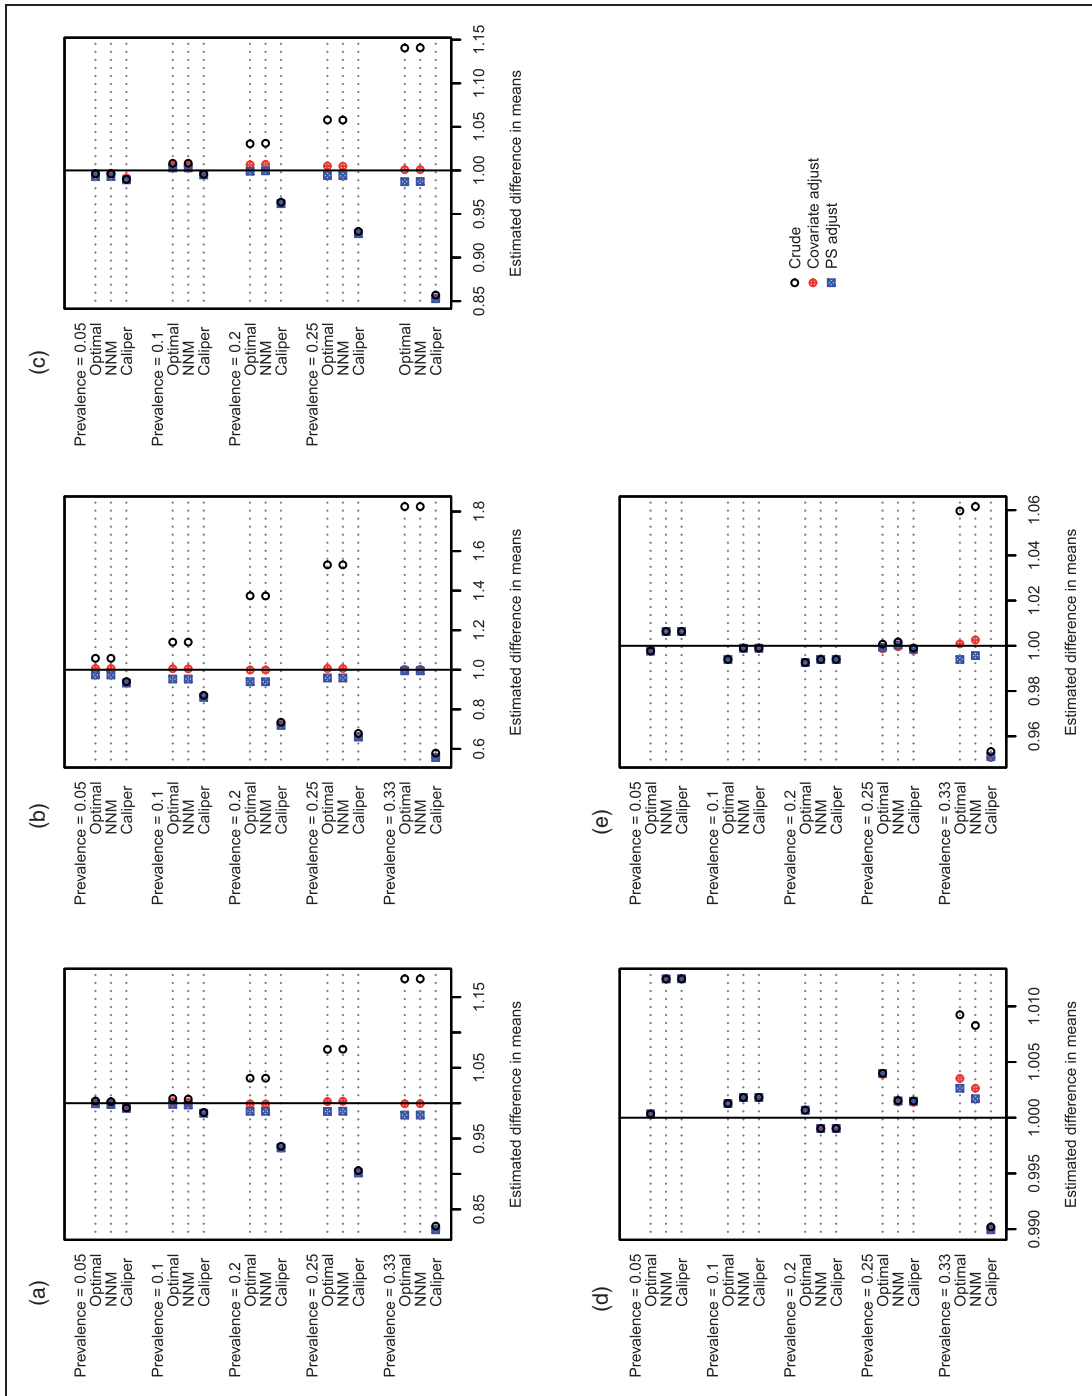 (a)
Prevalence = 0.05
Optimal
NNM
Caliper
Prevalence = 0.1
Optimal
NNM
Caliper
Prevalence = 0.2
Optimal
NNM
Caliper
Prevalence = 0.25
Optimal
NNM
Caliper
Prevalence = 0.33
Optimal
NNM
Caliper
0.85 0.95 1.05 1.15
Estimated difference in means
(b)
Prevalence = 0.05
Optimal
NNM
Caliper
Prevalence = 0.1
Optimal
NNM
Caliper
Prevalence = 0.2
Optimal
NNM
Caliper
Prevalence = 0.25
Optimal
NNM
Caliper
Prevalence = 0.33
Optimal
NNM
Caliper
0.6 0.8 1.0 1.2 1.4 1.6 1.8
Estimated difference in means
(c)
Prevalence = 0.05
Optimal
NNM
Caliper
Prevalence = 0.1
Optimal
NNM
Caliper
Prevalence = 0.2
Optimal
NNM
Caliper
Prevalence = 0.25
Optimal
NNM
Caliper
Optimal
NNM
Caliper
0.85 0.90 0.95 1.00 1.05 1.10 1.15
Estimated difference in means
(d)
Prevalence = 0.05
Optimal
NNM
Caliper
Prevalence = 0.1
Optimal
NNM
Caliper
Prevalence = 0.2
Optimal
NNM
Caliper
Prevalence = 0.25
Optimal
NNM
Caliper
Prevalence = 0.33
Optimal
NNM
Caliper
0.990 0.995 1.000 1.005 1.010
Estimated difference in means
(e)
Prevalence = 0.05
Optimal
NNM
Caliper
Prevalence = 0.1
Optimal
NNM
Caliper
Prevalence = 0.2
Optimal
NNM
Caliper
Prevalence = 0.25
Optimal
NNM
Caliper
Prevalence = 0.33
Optimal
NNM
Caliper
0.96 0.98 1.00 1.02 1.04 1.06
Estimated difference in means
Crude
Covariate adjust
PS adjust